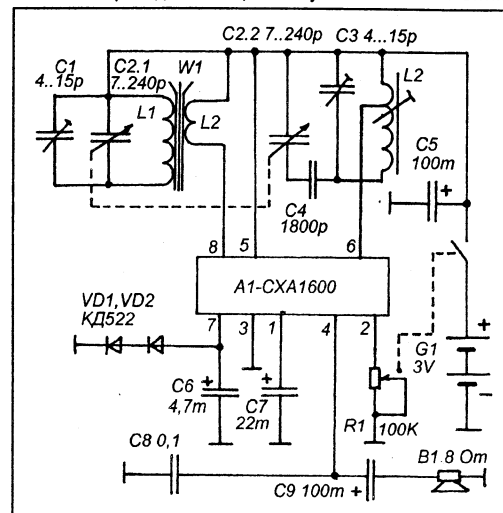 C2.2 7..240p C3 4...15p
C1
4..15p
C2.1
7..240p
W1
L1
L2
L2
C5
100m
+
C4
1800p
8 5 6
A1-CXA1600
7 3 1 4 2
VD1,VD2
КД522
+
C6
4,7m
+
C7
22m
R1
100K
G1
3V
+
−
C8 0,1
C9 100m +
B1.8 Om